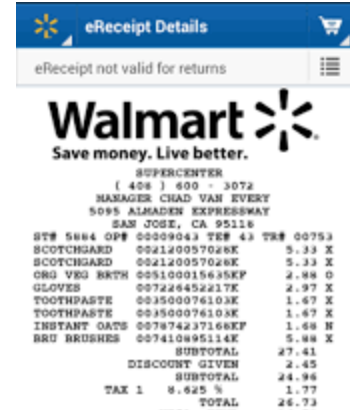 eReceipt Details
eReceipt not valid for returns
Walmart
Save money. Live better.
SUPERCENTER
( 408 ) 600 - 3072
MANAGER CHAD VAN EVERY
5095 ALMADEN EXPRESSWAY
SAN JOSE, CA 95116
ST# 5884 OP# 00009043 TE# 43 TR# 00753
SCOTCHGARD 002120057026K 5.33 X
SCOTCHGARD 002120057026K 5.33 X
ORG VEG BRTH 005100015635KF 2.88 O
GLOVES 007226452217K 2.97 X
TOOTHPASTE 003500076103K 1.67 X
TOOTHPASTE 003500076103K 1.67 X
INSTANT OATS 007874237168KF 1.68 N
BRU BRUSHES 007410895114K 5.88 X
SUBTOTAL 27.41
DISCOUNT GIVEN 2.45
SUBTOTAL 24.96
TAX 1 8.625 % 1.77
TOTAL 26.73